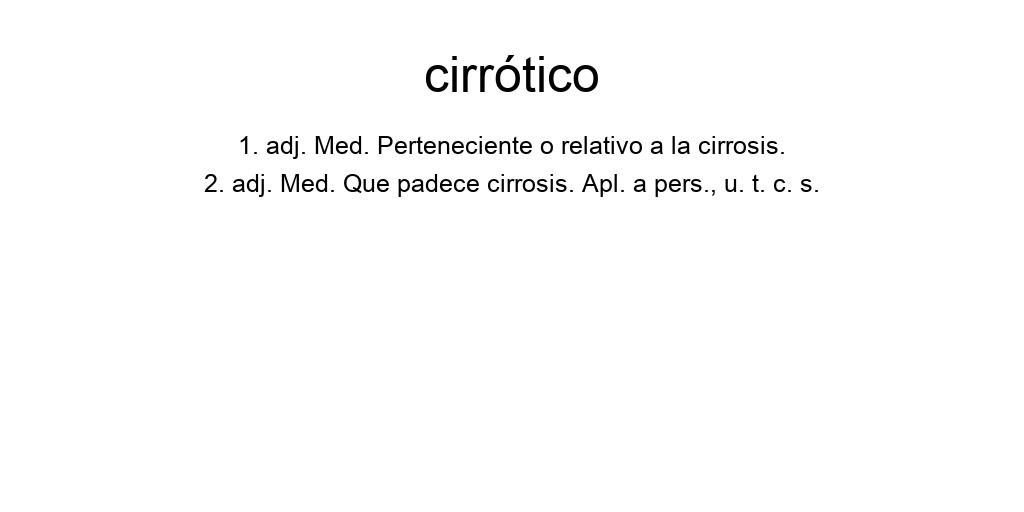 cirrótico
1. adj. Med. Perteneciente o relativo a la cirrosis.
2. adj. Med. Que padece cirrosis. Apl. a pers., u. t. c. s.